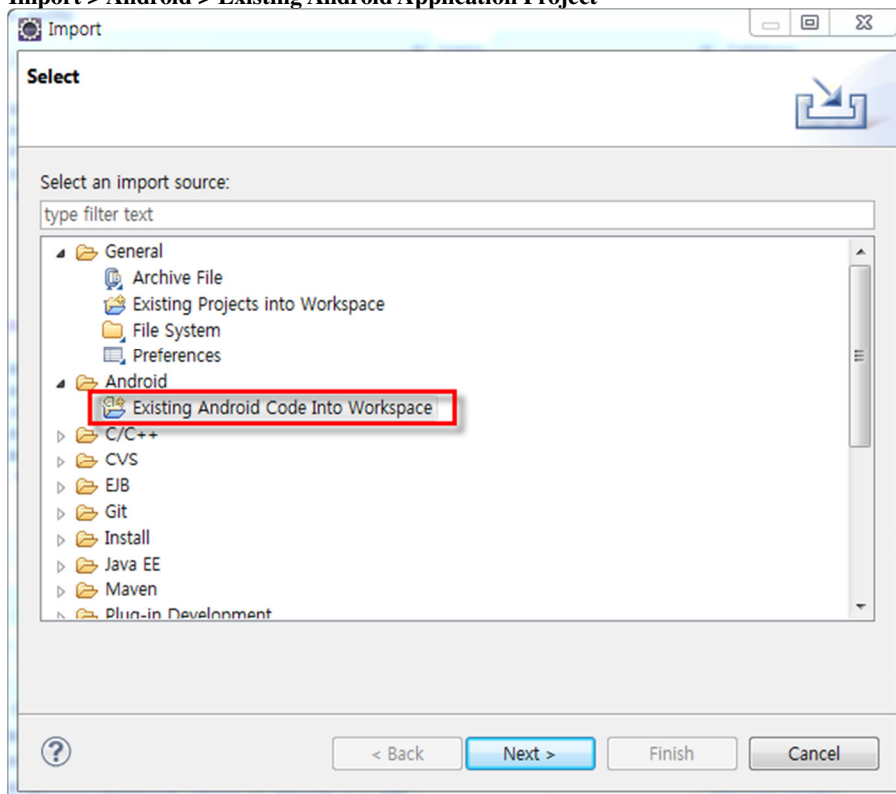 Import > Android > Existing Android Application Project
Import
Select
Select an import source:
type filter text
General
Archive File
Existing Projects into Workspace
File System
Preferences
Android
Existing Android Code Into Workspace
C/C++
CVS
EJB
Git
Install
Java EE
Maven
Plug-in Development
?
< Back Next > Finish Cancel